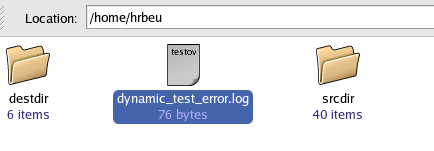 Location: /home/hrbeu
testov
destdir
6 items
dynamic_test_error.log
76 bytes
srcdir
40 items